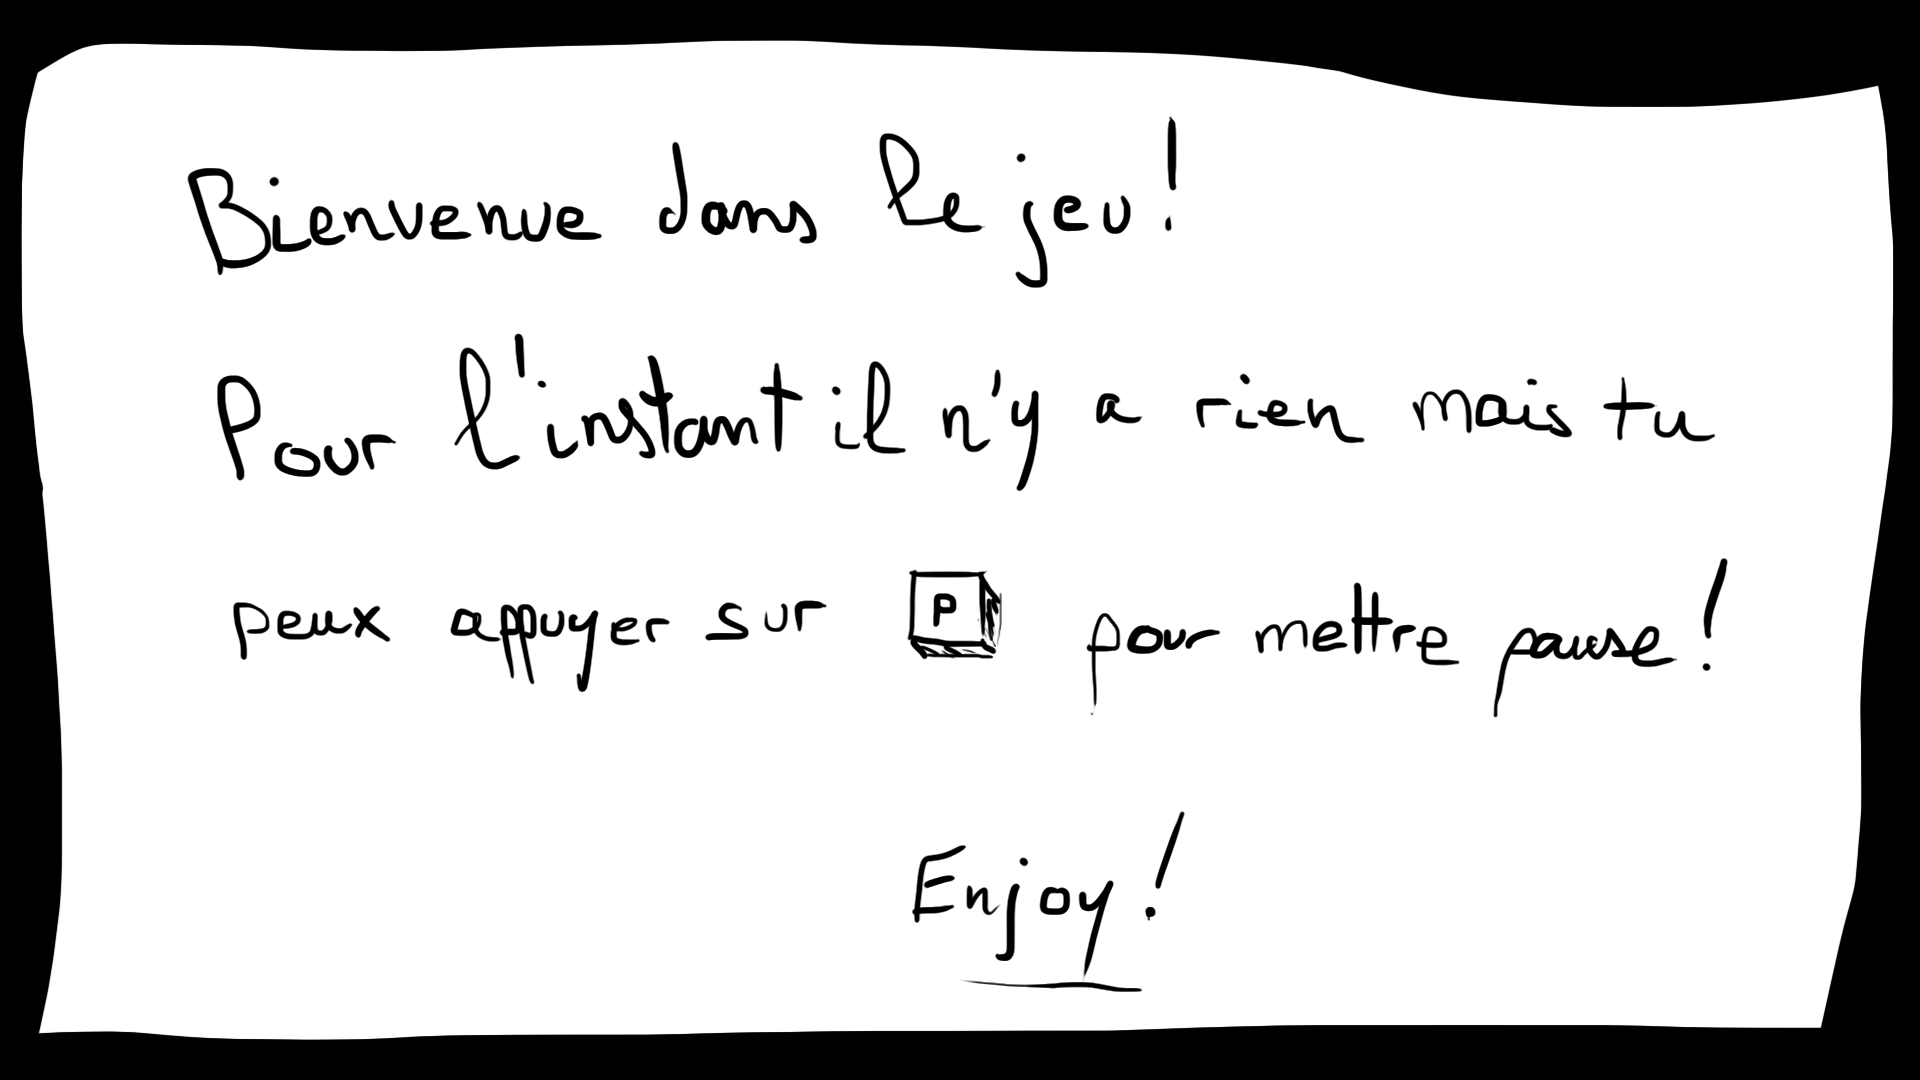 Bienvenue dans le jeu!
Pour l'instant il n'y a rien mais tu
peux appuyer sur P pour mettre pause!
Enjoy!